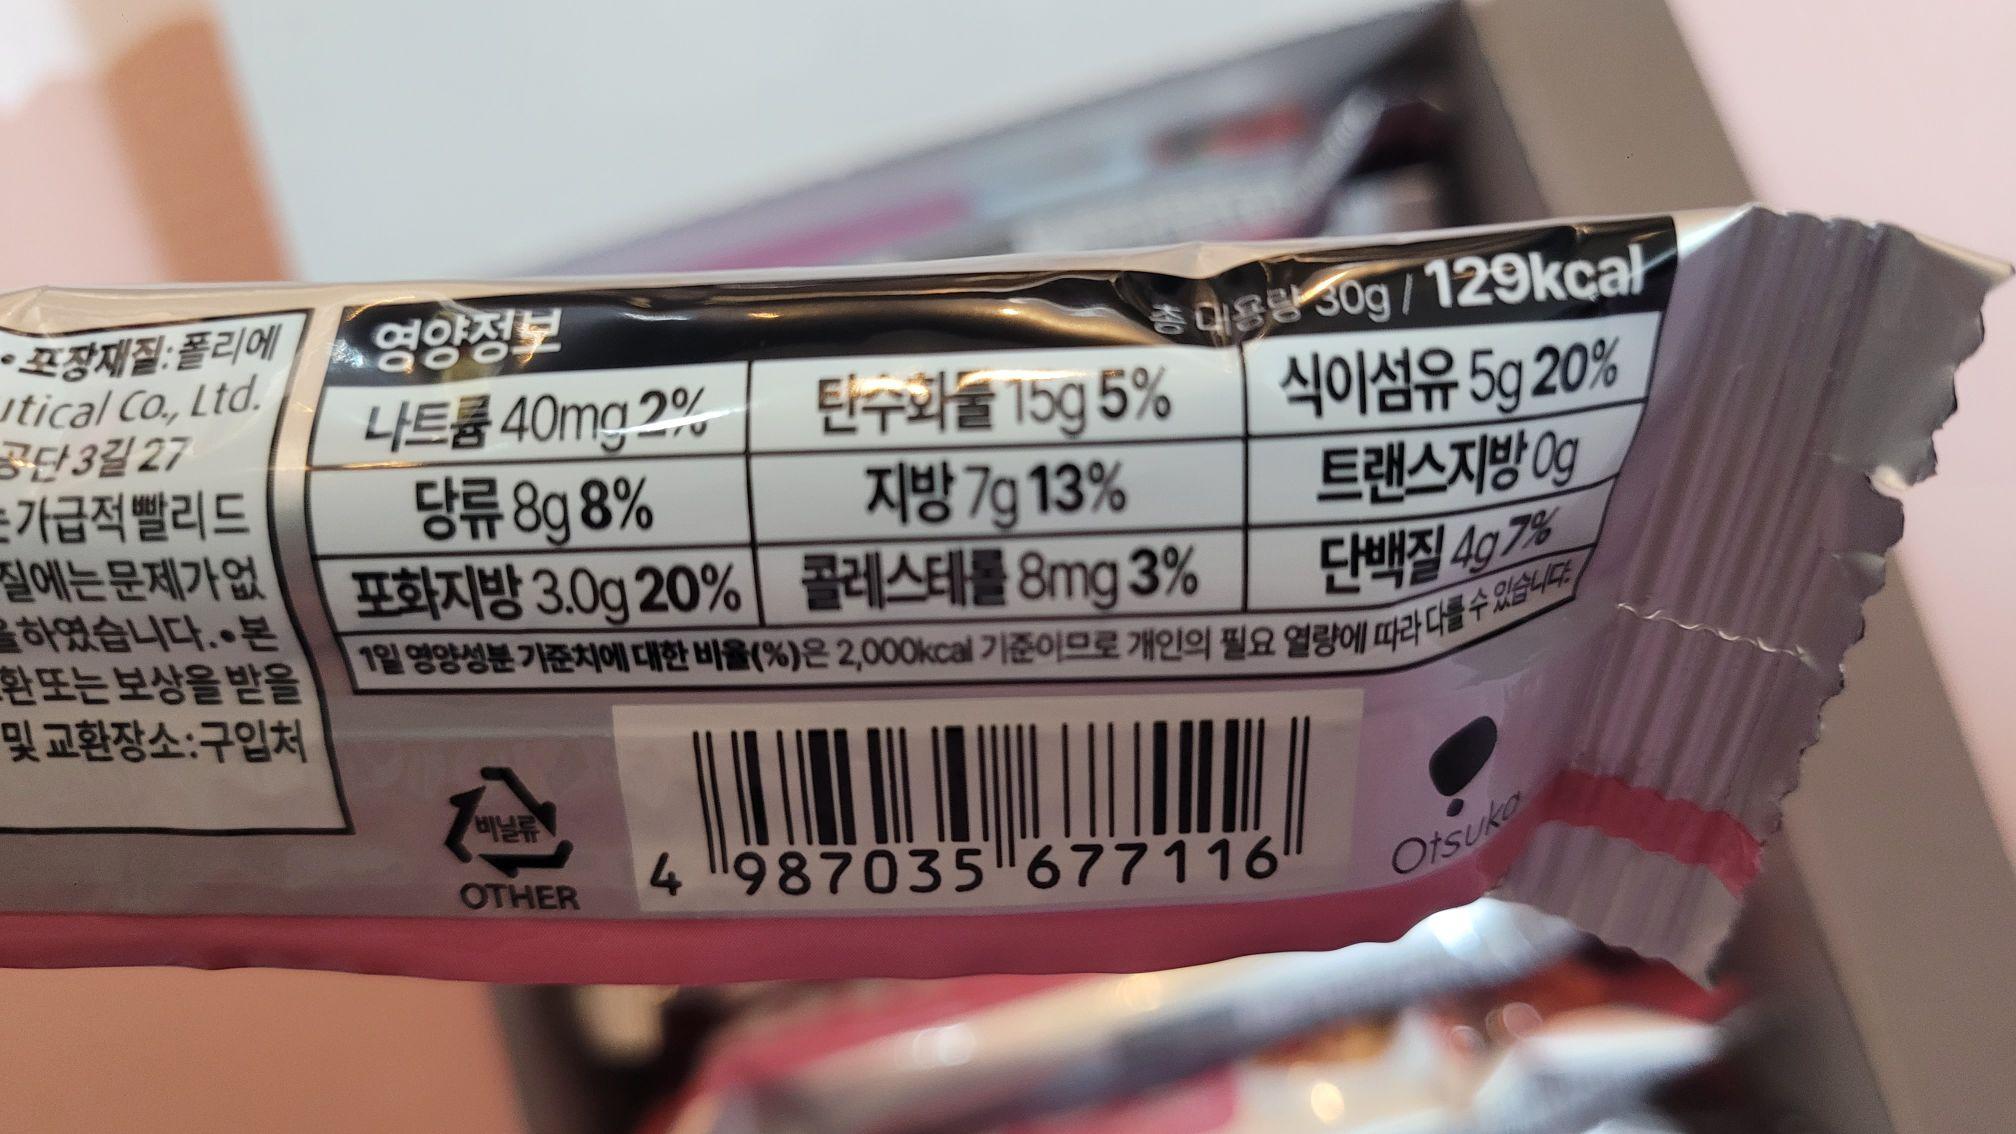 • 포장재질: 폴리에
utical Co., Ltd.
공단3길 27
는 가급적 빨리 드
질에는 문제가 없
을 하였습니다. • 본
환 또는 보상을 받을
및 교환장소: 구입처
영양정보
총 내용량 30g / 129kcal
나트륨 40mg 2%
탄수화물 15g 5%
식이섬유 5g 20%
당류 8g 8%
지방 7g 13%
트랜스지방 0g
포화지방 3.0g 20%
콜레스테롤 8mg 3%
단백질 4g 7%
1일 영양성분 기준치에 대한 비율(%)은 2,000kcal 기준이므로 개인의 필요 열량에 따라 다를 수 있습니다.
비닐류
OTHER
4 987035 677116
Otsuka